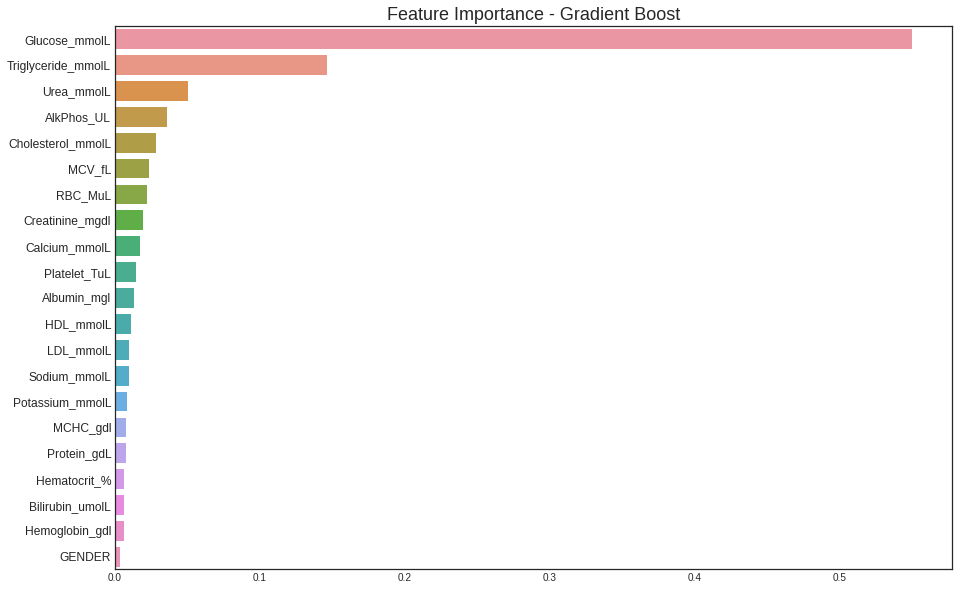 Feature Importance - Gradient Boost
Glucose_mmolL
Triglyceride_mmolL
Urea_mmolL
AlkPhos_UL
Cholesterol_mmolL
MCV_fL
RBC_MuL
Creatinine_mgdl
Calcium_mmolL
Platelet_TuL
Albumin_mgl
HDL_mmolL
LDL_mmolL
Sodium_mmolL
Potassium_mmolL
MCHC_gdl
Protein_gdL
Hematocrit_%
Bilirubin_umolL
Hemoglobin_gdl
GENDER
0.0 0.1 0.2 0.3 0.4 0.5